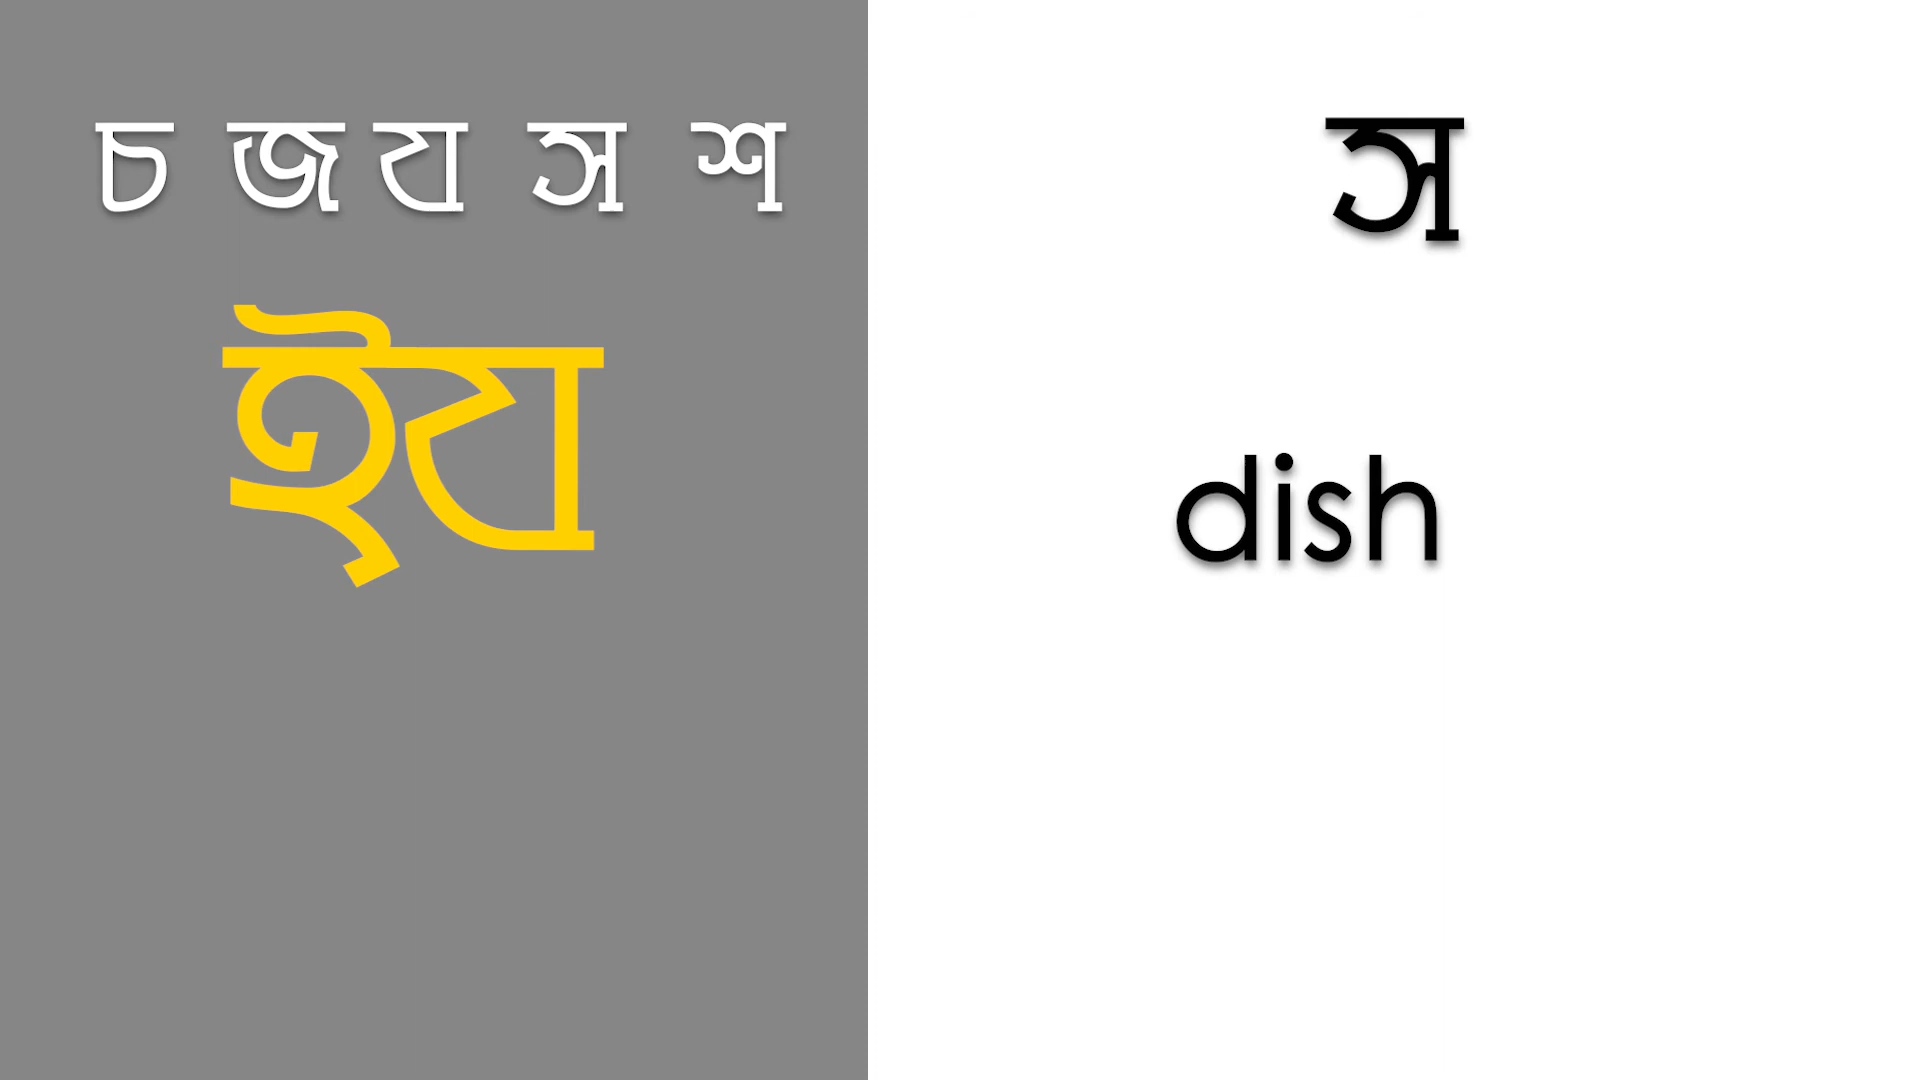 চ জ য ঞ শ
ঞ
ইয
dish